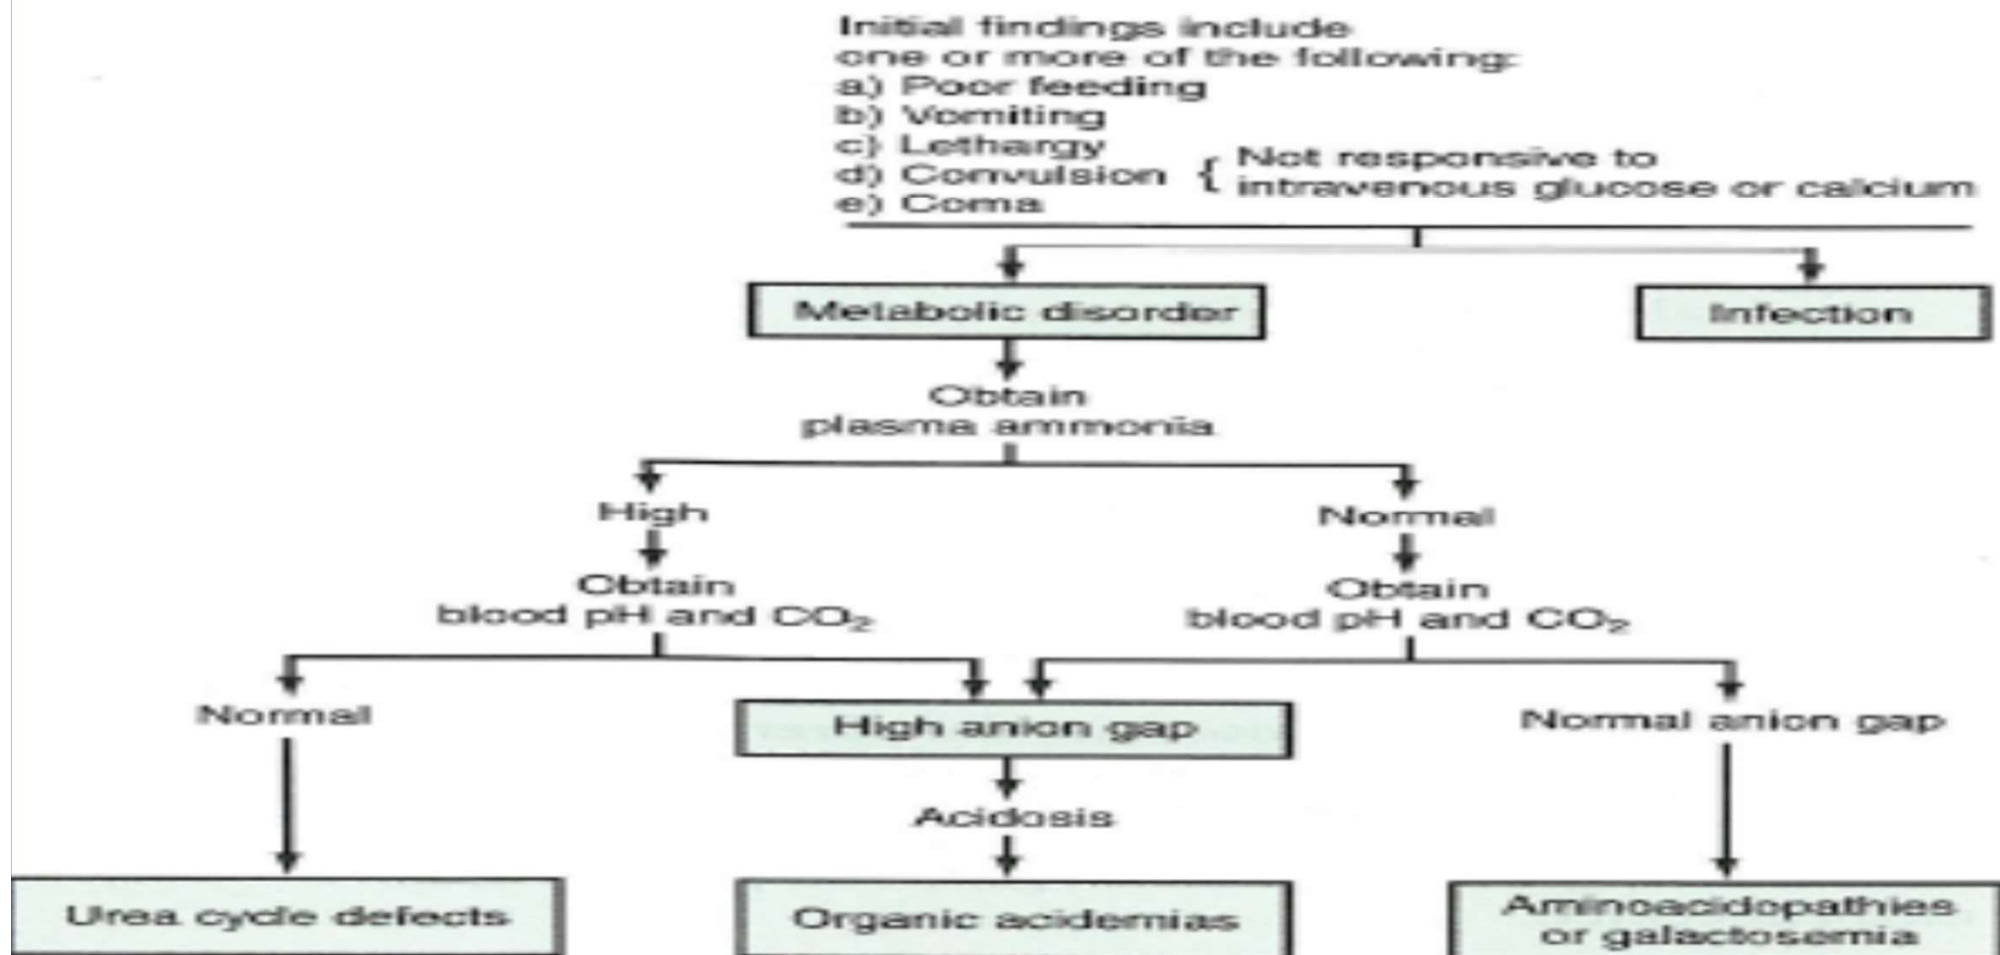 Initial findings include
one or more of the following:
a) Poor feeding
b) Vomiting
c) Lethargy
d) Convulsion
e) Coma
{ Not responsive to
intravenous glucose or calcium
Metabolic disorder
Infection
Obtain
plasma ammonia
High
Normal
Obtain
blood pH and CO₂
Obtain
blood pH and CO₂
Normal
High anion gap
Normal anion gap
Acidosis
Urea cycle defects
Organic acidemias
Aminoacidopathies
or galactosemia